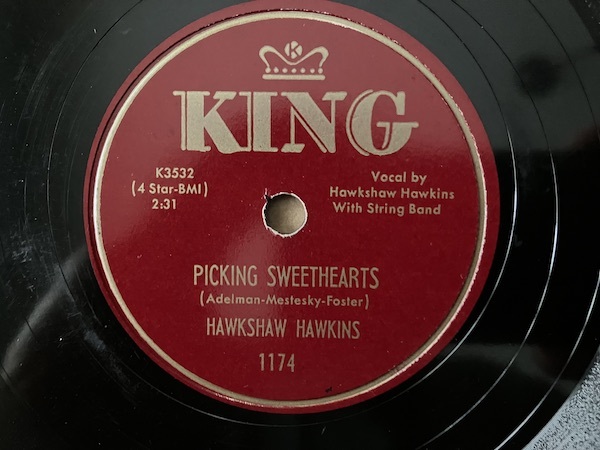 K
KING
K3532
(4 Star-BMI)
2:31
Vocal by
Hawkshaw Hawkins
With String Band
PICKING SWEETHEARTS
(Adelman-Mestesky-Foster)
HAWKSHAW HAWKINS
1174